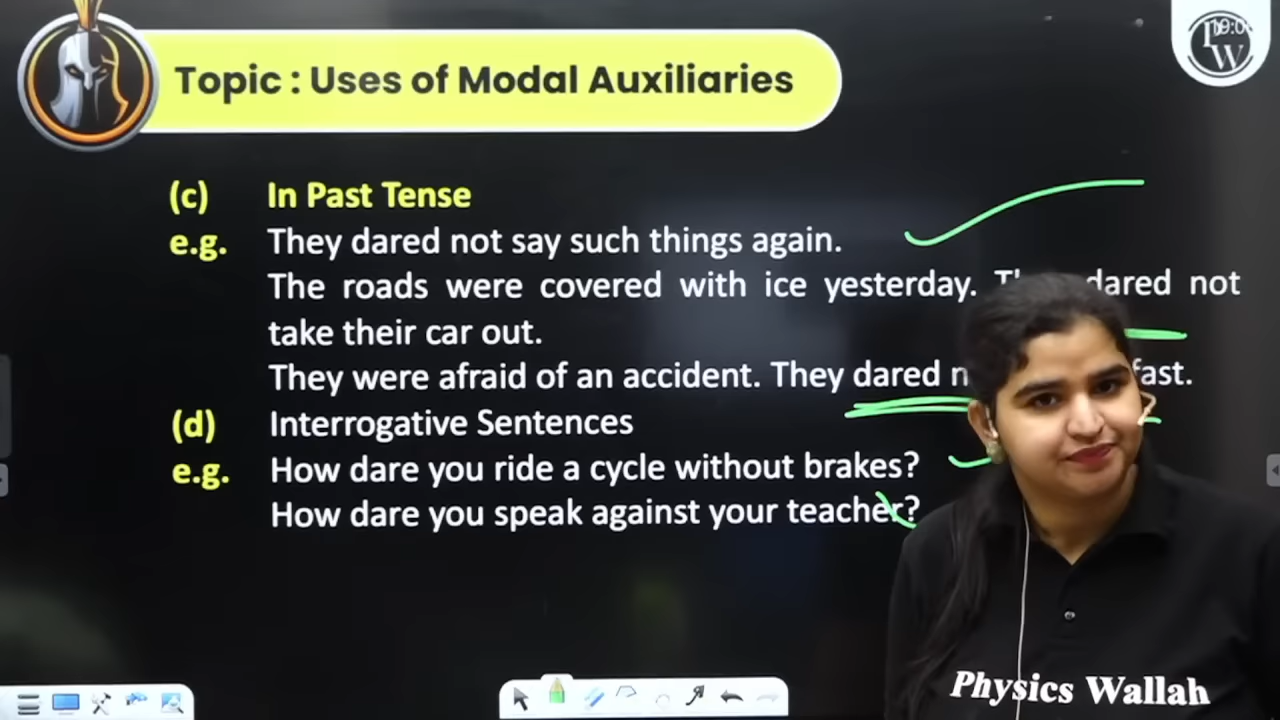 Topic : Uses of Modal Auxiliaries
(c) In Past Tense
e.g. They dared not say such things again.
The roads were covered with ice yesterday. dared not
take their car out.
They were afraid of an accident. They dared fast.
(d) Interrogative Sentences
e.g. How dare you ride a cycle without brakes?
How dare you speak against your teacher?
Physics Wallah